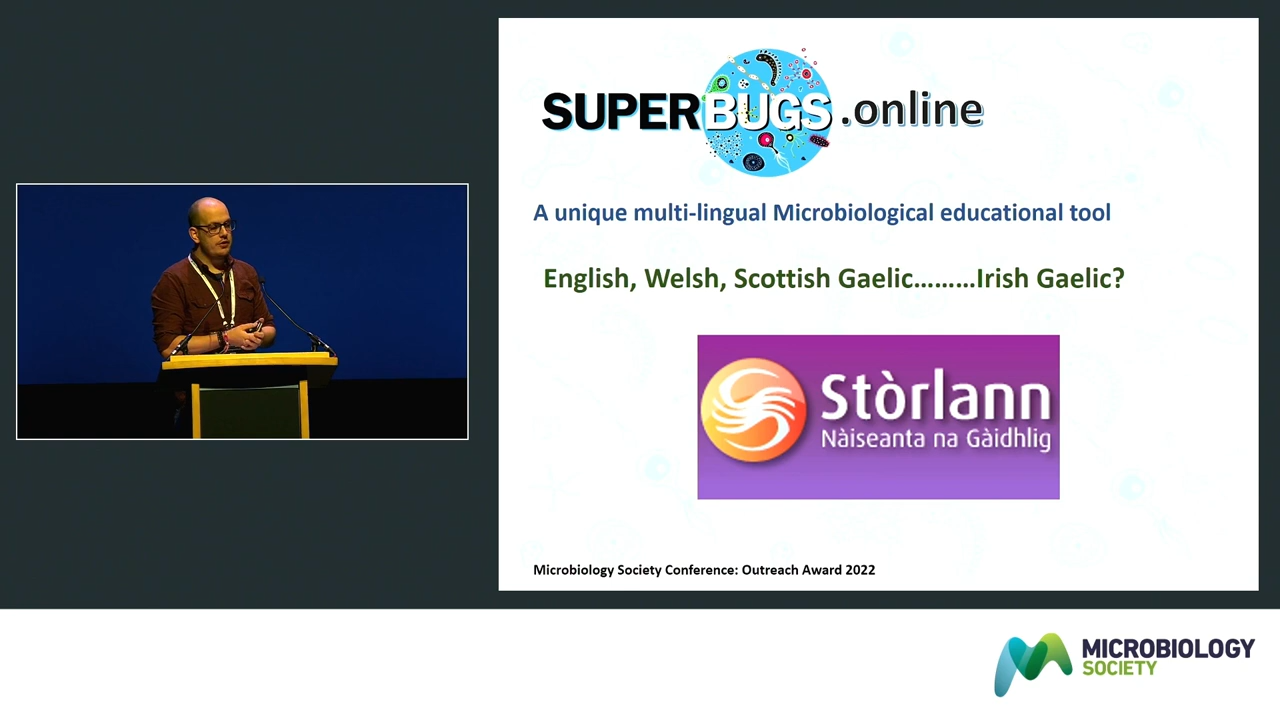 SUPERBUGS.online
A unique multi-lingual Microbiological educational tool
English, Welsh, Scottish Gaelic.........Irish Gaelic?
Stòrlann
Nàiseanta na Gàidhlig
Microbiology Society Conference: Outreach Award 2022
MICROBIOLOGY
SOCIETY